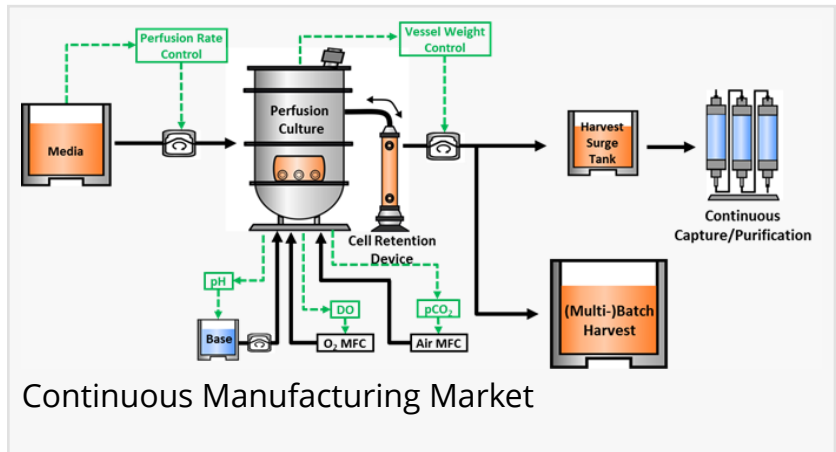 Perfusion Rate
Control
Vessel Weight
Control
Media
Perfusion
Culture
Harvest
Surge
Tank
Continuous
Capture/Purification
Cell Retention
Device
pH
Base
DO
O₂ MFC
pCO₂
Air MFC
(Multi-)Batch
Harvest
Continuous Manufacturing Market